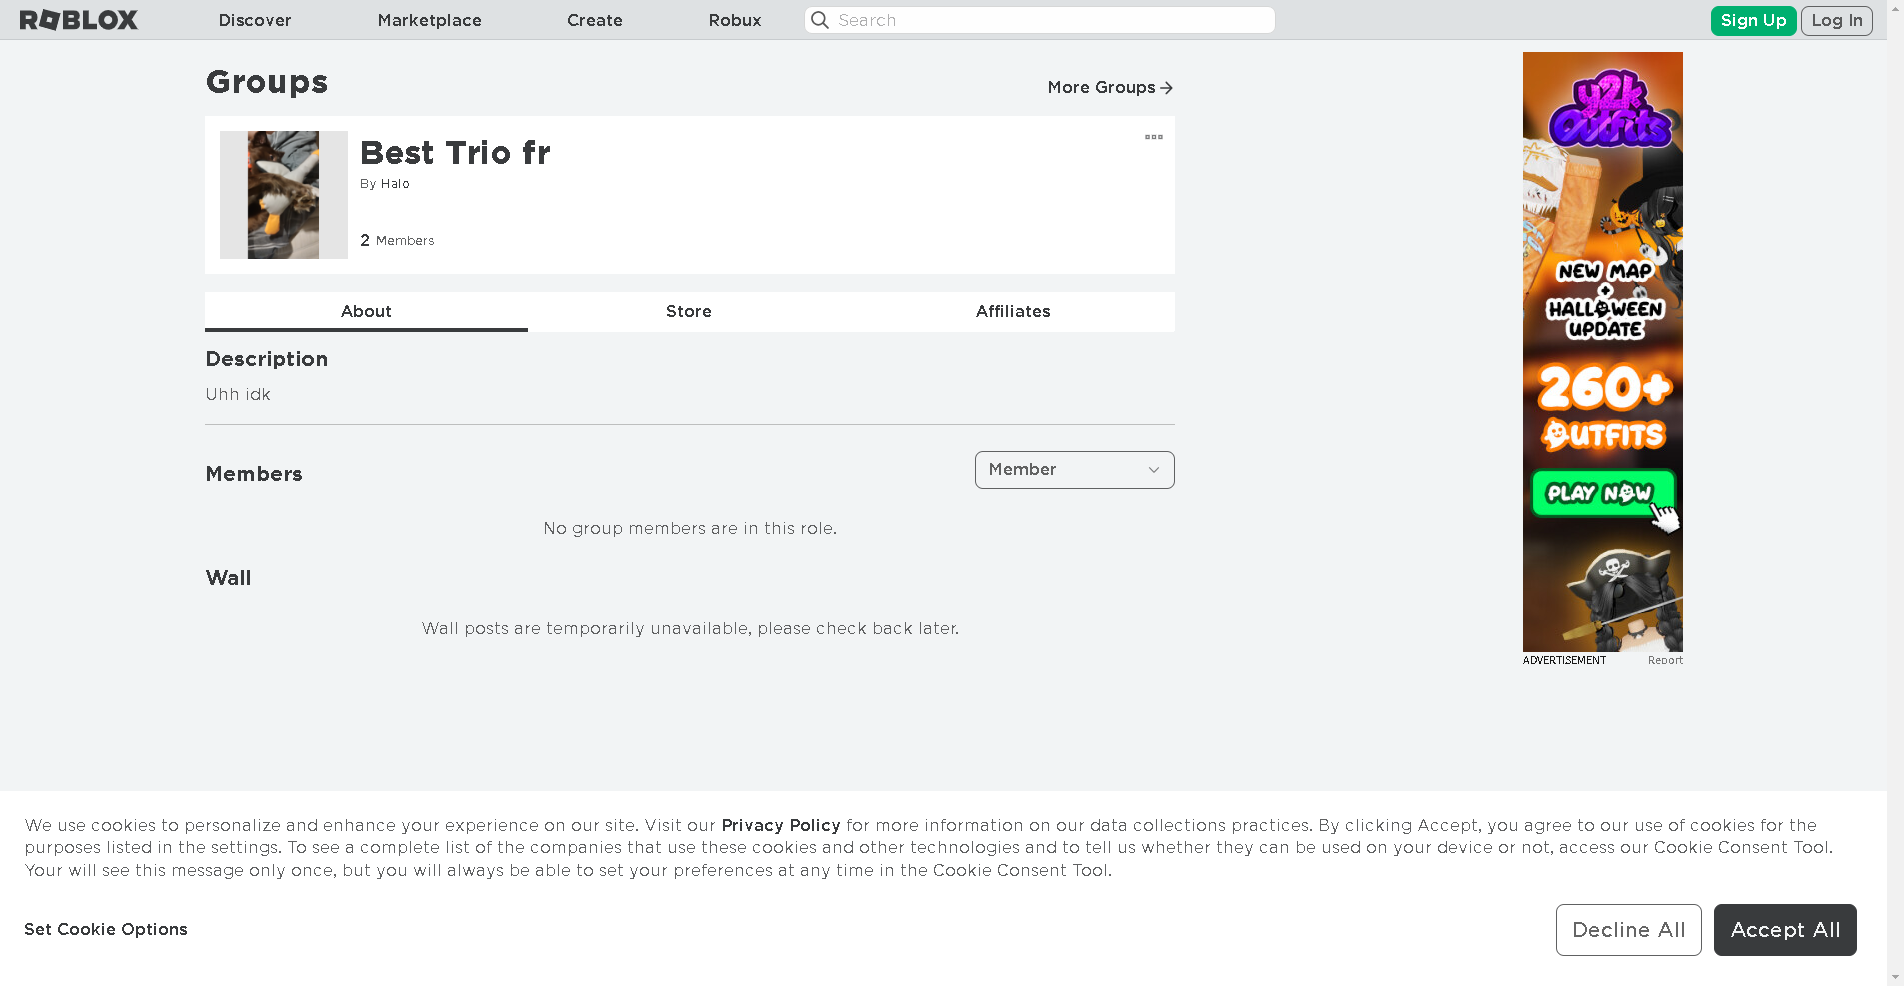 ROBLOX
Discover
Marketplace
Create
Robux
Search
Sign Up
Log In
Groups
More Groups
Best Trio fr
By Halo
2 Members
About
Store
Affiliates
Description
Uhh idk
Members
Member
No group members are in this role.
Wall
Wall posts are temporarily unavailable, please check back later.
y2k
Outfits
NEW MAP
+
HALLOWEEN
UPDATE
260+
OUTFITS
PLAY NOW
ADVERTISEMENT
Report
We use cookies to personalize and enhance your experience on our site. Visit our Privacy Policy for more information on our data collections practices. By clicking Accept, you agree to our use of cookies for the
purposes listed in the settings. To see a complete list of the companies that use these cookies and other technologies and to tell us whether they can be used on your device or not, access our Cookie Consent Tool.
Your will see this message only once, but you will always be able to set your preferences at any time in the Cookie Consent Tool.
Set Cookie Options
Decline All
Accept All